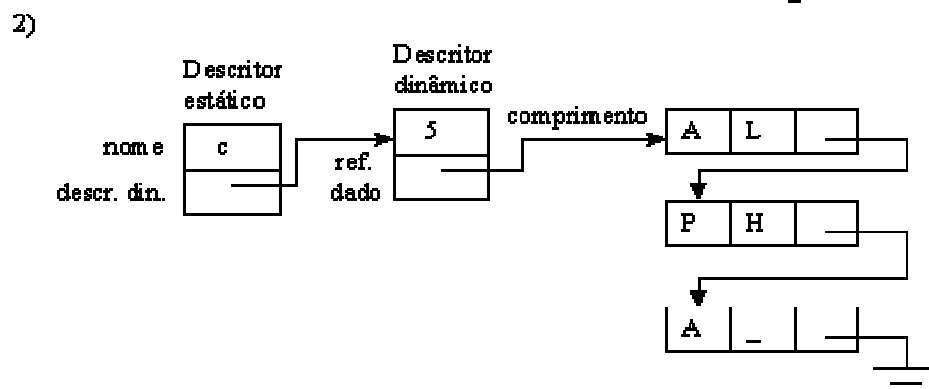 2)
Descritor
estático
nome
c
descr. din.
Descritor
dinâmico
5
ref.
dado
comprimento
A L
P H
A _